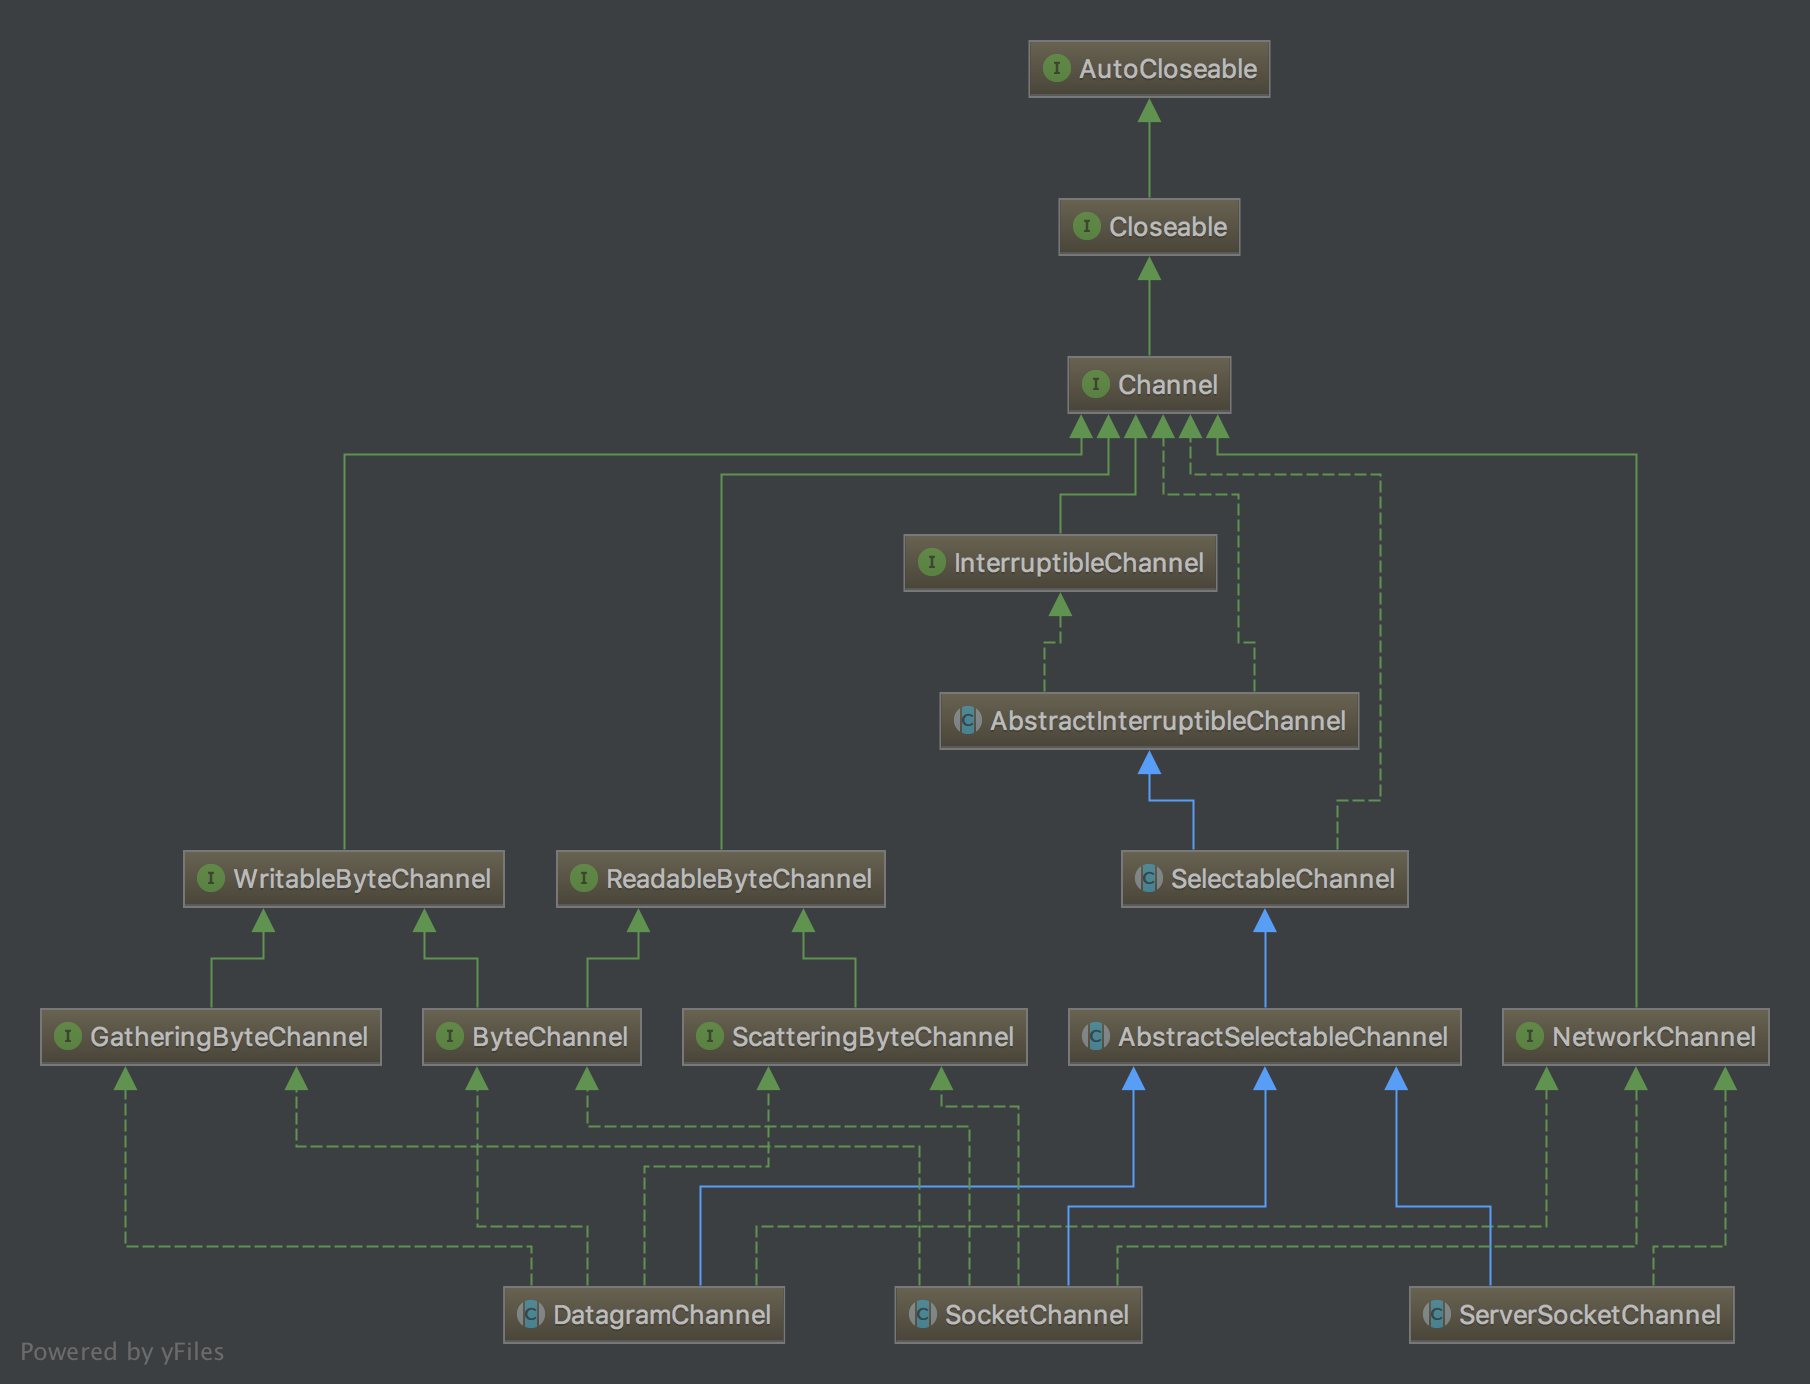 I AutoCloseable
I Closeable
I Channel
I InterruptibleChannel
C AbstractInterruptibleChannel
I WritableByteChannel
I ReadableByteChannel
C SelectableChannel
I GatheringByteChannel
I ByteChannel
I ScatteringByteChannel
C AbstractSelectableChannel
I NetworkChannel
C DatagramChannel
C SocketChannel
C ServerSocketChannel
Powered by yFiles